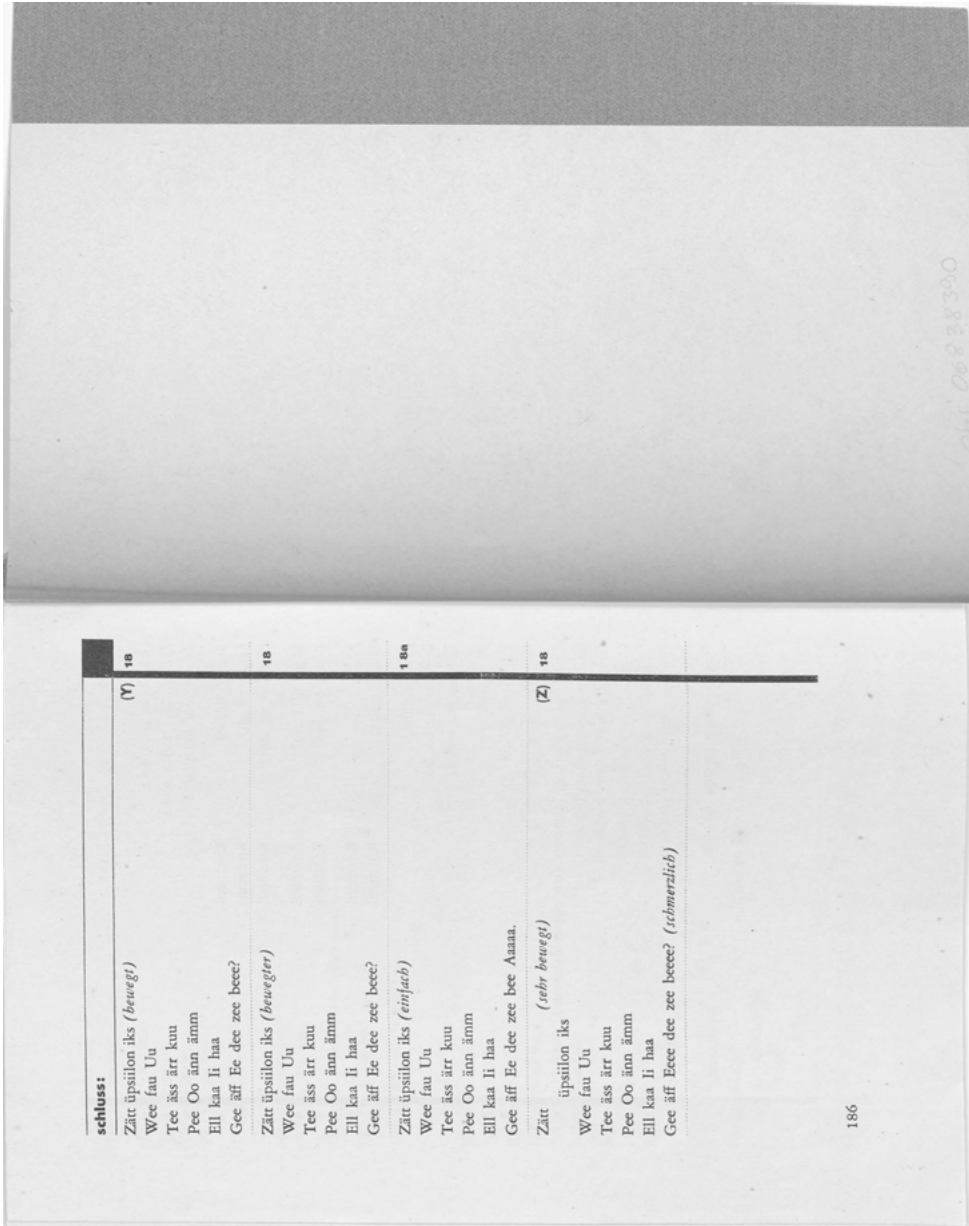 schluss:
Zätt üpsiilon iks (bewegt) (Y) 18
Wee fau Uu
Tee äss ärr kuu
Pee Oo änn ämm
Ell kaa Ii haa
Gee äff Ee dee zee beee?
Zätt üpsiilon iks (bewegter) 18
Wee fau Uu
Tee äss ärr kuu
Pee Oo änn ämm
Ell kaa Ii haa
Gee äff Ee dee zee beee?
Zätt üpsiilon iks (einfach) 18a
Wee fau Uu
Tee äss ärr kuu
Pee Oo änn ämm
Ell kaa Ii haa
Gee äff Ee dee zee bee Aaaaa.
Zätt (sehr bewegt) (Z) 18
üpsiilon iks
Wee fau Uu
Tee äss ärr kuu
Pee Oo änn ämm
Ell kaa Ii haa
Gee äff Eeee dee zee beeee? (schmerzlich)
186
06838390